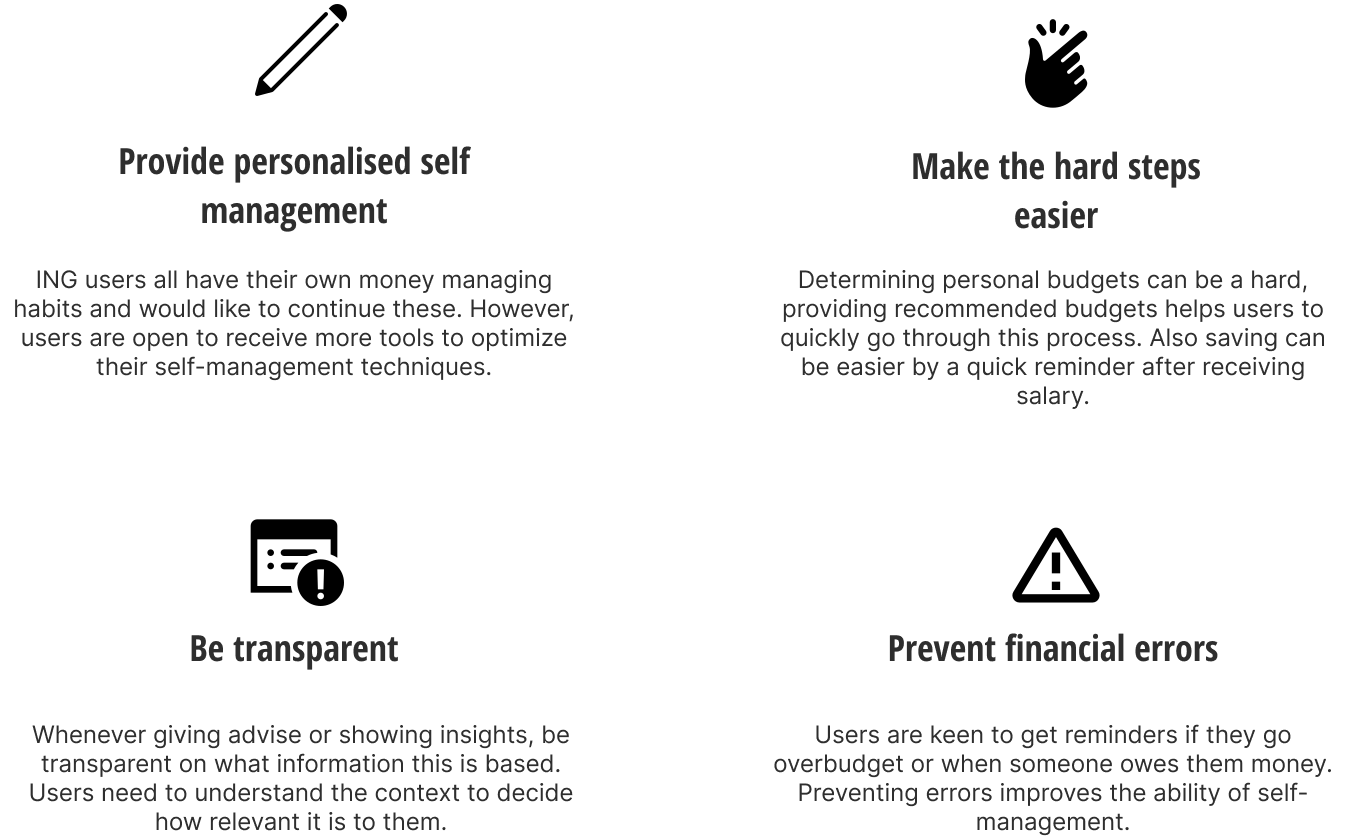 Provide personalised self
management
ING users all have their own money managing
habits and would like to continue these. However,
users are open to receive more tools to optimize
their self-management techniques.
Make the hard steps
easier
Determining personal budgets can be a hard,
providing recommended budgets helps users to
quickly go through this process. Also saving can
be easier by a quick reminder after receiving
salary.
Be transparent
Whenever giving advise or showing insights, be
transparent on what information this is based.
Users need to understand the context to decide
how relevant it is to them.
Prevent financial errors
Users are keen to get reminders if they go
overbudget or when someone owes them money.
Preventing errors improves the ability of self-
management.